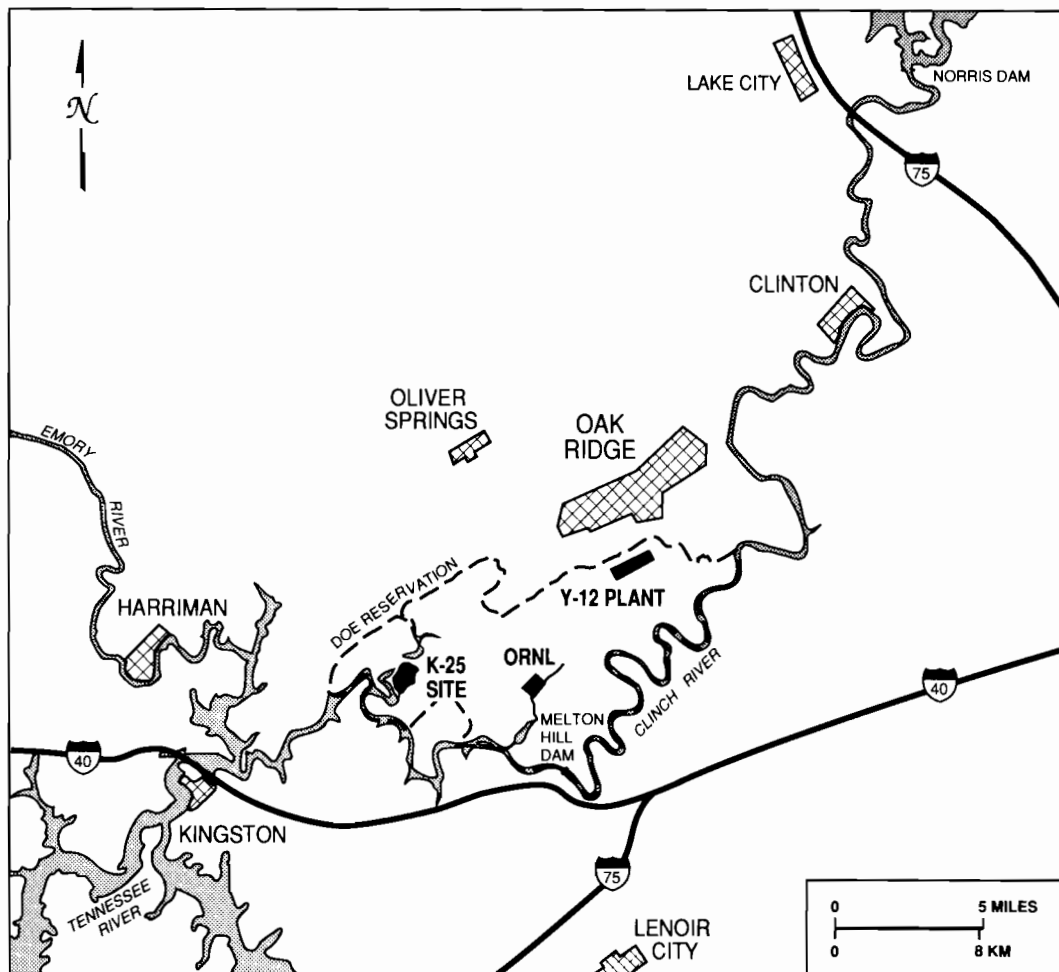 N
LAKE CITY
NORRIS DAM
75
CLINTON
OLIVER
SPRINGS
OAK
RIDGE
EMORY
RIVER
HARRIMAN
DOE RESERVATION
Y-12 PLANT
K-25
SITE
ORNL
MELTON
HILL
DAM
CLINCH RIVER
40
40
KINGSTON
TENNESSEE
RIVER
75
LENOIR
CITY
0 5 MILES
0 8 KM